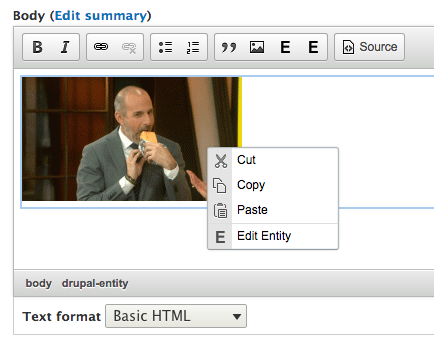 Body (Edit summary)
B I E E Source
Cut
Copy
Paste
E Edit Entity
body drupal-entity
Text format Basic HTML